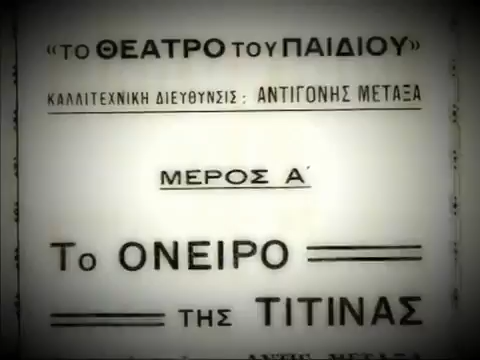 «ΤΟ ΘΕΑΤΡΟ ΤΟΥ ΠΑΙΔΙΟΥ»
ΚΑΛΛΙΤΕΧΝΙΚΗ ΔΙΕΥΘΥΝΣΙΣ: ΑΝΤΙΓΟΝΗΣ ΜΕΤΑΞΑ
ΜΕΡΟΣ Α΄
Το ΟΝΕΙΡΟ
ΤΗΣ ΤΙΤΙΝΑΣ